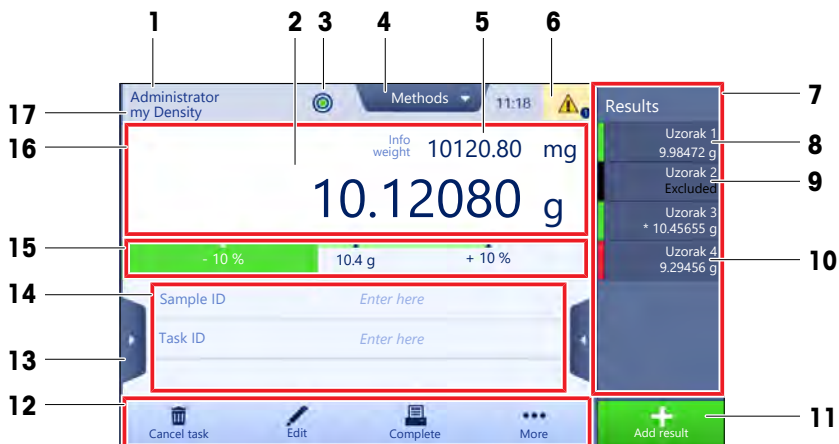 1
2
3
4
5
6
Administrator
my Density
Methods
11:18
Results
7
17
16
Info
weight
10120.80 mg
10.12080 g
Uzorak 1
9.98472 g
8
Uzorak 2
Excluded
9
Uzorak 3
* 10.45655 g
15
- 10 %
10.4 g
+ 10 %
Uzorak 4
9.29456 g
10
14
Sample ID
Enter here
Task ID
Enter here
13
12
Cancel task
Edit
Complete
More
Add result
11